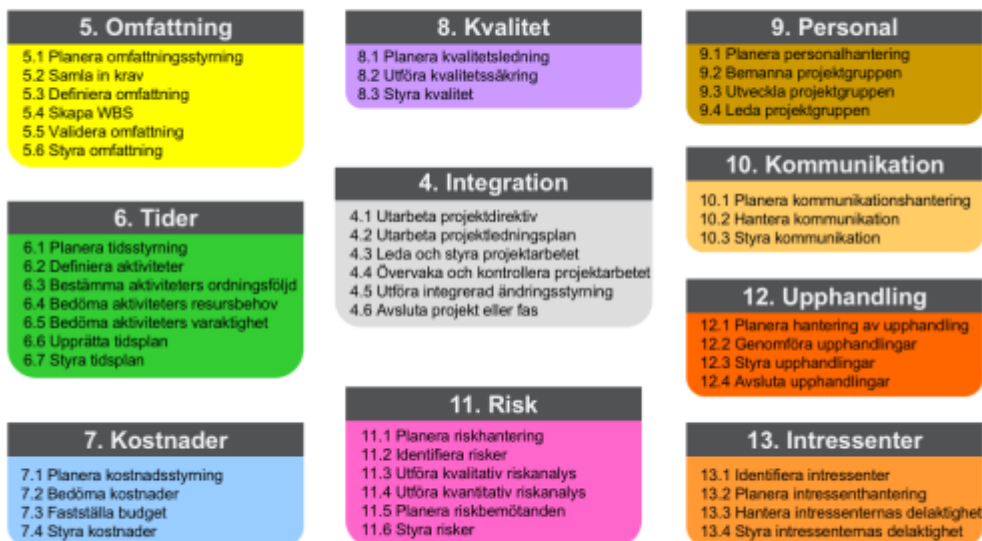 5. Omfattning
5.1 Planera omfattningsstyrning
5.2 Samla in krav
5.3 Definiera omfattning
5.4 Skapa WBS
5.5 Validera omfattning
5.6 Styra omfattning
6. Tider
6.1 Planera tidsstyrning
6.2 Definiera aktiviteter
6.3 Bestämma aktiviteters ordningsföljd
6.4 Bedöma aktiviteters resursbehov
6.5 Bedöma aktiviteters varaktighet
6.6 Upprätta tidsplan
6.7 Styra tidsplan
7. Kostnader
7.1 Planera kostnadsstyrning
7.2 Bedöma kostnader
7.3 Fastställa budget
7.4 Styra kostnader
8. Kvalitet
8.1 Planera kvalitetsledning
8.2 Utföra kvalitetssäkring
8.3 Styra kvalitet
4. Integration
4.1 Utarbeta projektdirektiv
4.2 Utarbeta projektledningsplan
4.3 Leda och styra projektarbetet
4.4 Övervaka och kontrollera projektarbetet
4.5 Utföra integrerad ändringsstyrning
4.6 Avsluta projekt eller fas
11. Risk
11.1 Planera riskhantering
11.2 Identifiera risker
11.3 Utföra kvalitativ riskanalys
11.4 Utföra kvantitativ riskanalys
11.5 Planera riskbemötanden
11.6 Styra risker
9. Personal
9.1 Planera personalhantering
9.2 Bemanna projektgruppen
9.3 Utveckla projektgruppen
9.4 Leda projektgruppen
10. Kommunikation
10.1 Planera kommunikationshantering
10.2 Hantera kommunikation
10.3 Styra kommunikation
12. Upphandling
12.1 Planera hantering av upphandling
12.2 Genomföra upphandlingar
12.3 Styra upphandlingar
12.4 Avsluta upphandlingar
13. Intressenter
13.1 Identifiera intressenter
13.2 Planera intressenthantering
13.3 Hantera intressenternas delaktighet
13.4 Styra intressenternas delaktighet